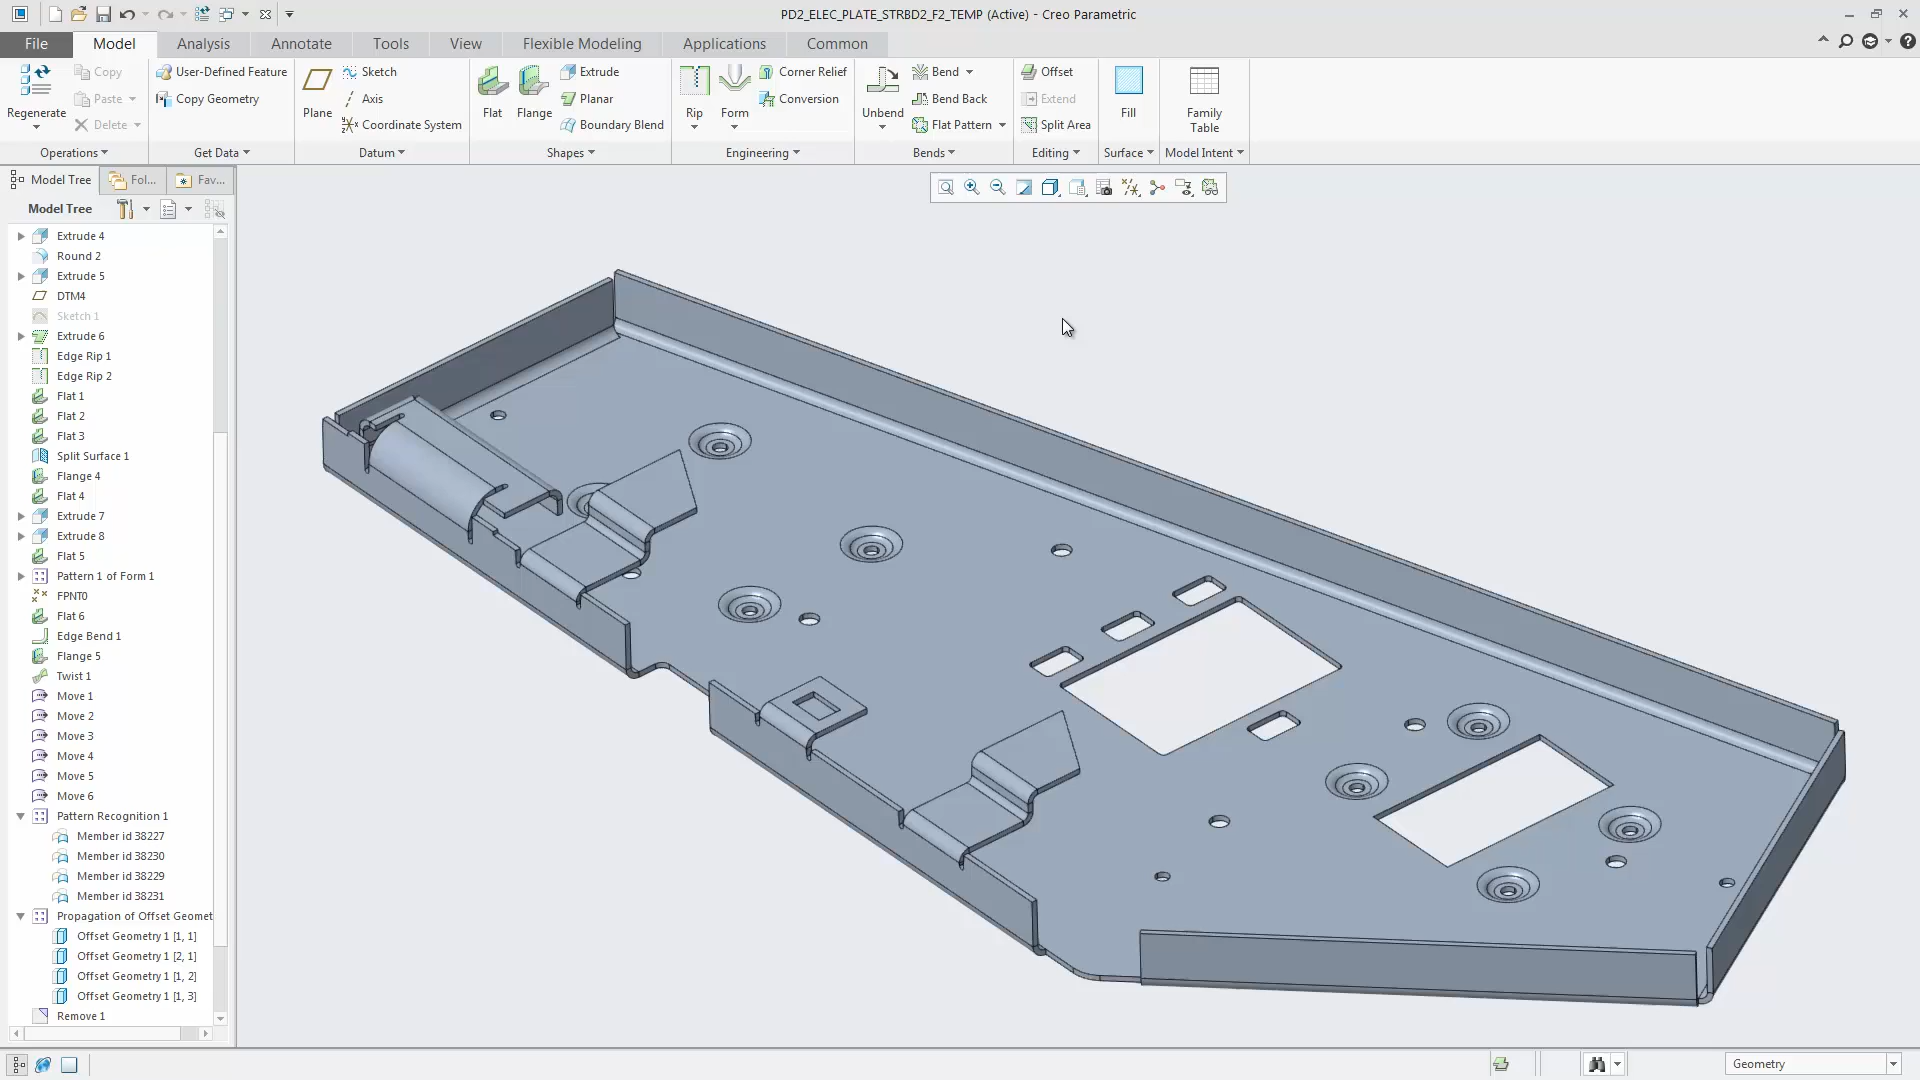 PD2_ELEC_PLATE_STRBD2_F2_TEMP (Active) - Creo Parametric
File Model Analysis Annotate Tools View Flexible Modeling Applications Common
Regenerate
Copy
Paste
Delete
Operations
User-Defined Feature
Copy Geometry
Get Data
Plane
Sketch
Axis
Coordinate System
Datum
Flat
Flange
Extrude
Planar
Boundary Blend
Shapes
Rip
Form
Corner Relief
Conversion
Engineering
Unbend
Bend
Bend Back
Flat Pattern
Bends
Offset
Extend
Split Area
Editing
Fill
Surface
Family
Table
Model Intent
Model Tree Fol... Fav...
Model Tree
Extrude 4
Round 2
Extrude 5
DTM4
Sketch 1
Extrude 6
Edge Rip 1
Edge Rip 2
Flat 1
Flat 2
Flat 3
Split Surface 1
Flange 4
Flat 4
Extrude 7
Extrude 8
Flat 5
Pattern 1 of Form 1
FPNT0
Flat 6
Edge Bend 1
Flange 5
Twist 1
Move 1
Move 2
Move 3
Move 4
Move 5
Move 6
Pattern Recognition 1
Member id 38227
Member id 38230
Member id 38229
Member id 38231
Propagation of Offset Geomet
Offset Geometry 1 [1, 1]
Offset Geometry 1 [2, 1]
Offset Geometry 1 [1, 2]
Offset Geometry 1 [1, 3]
Remove 1
Geometry